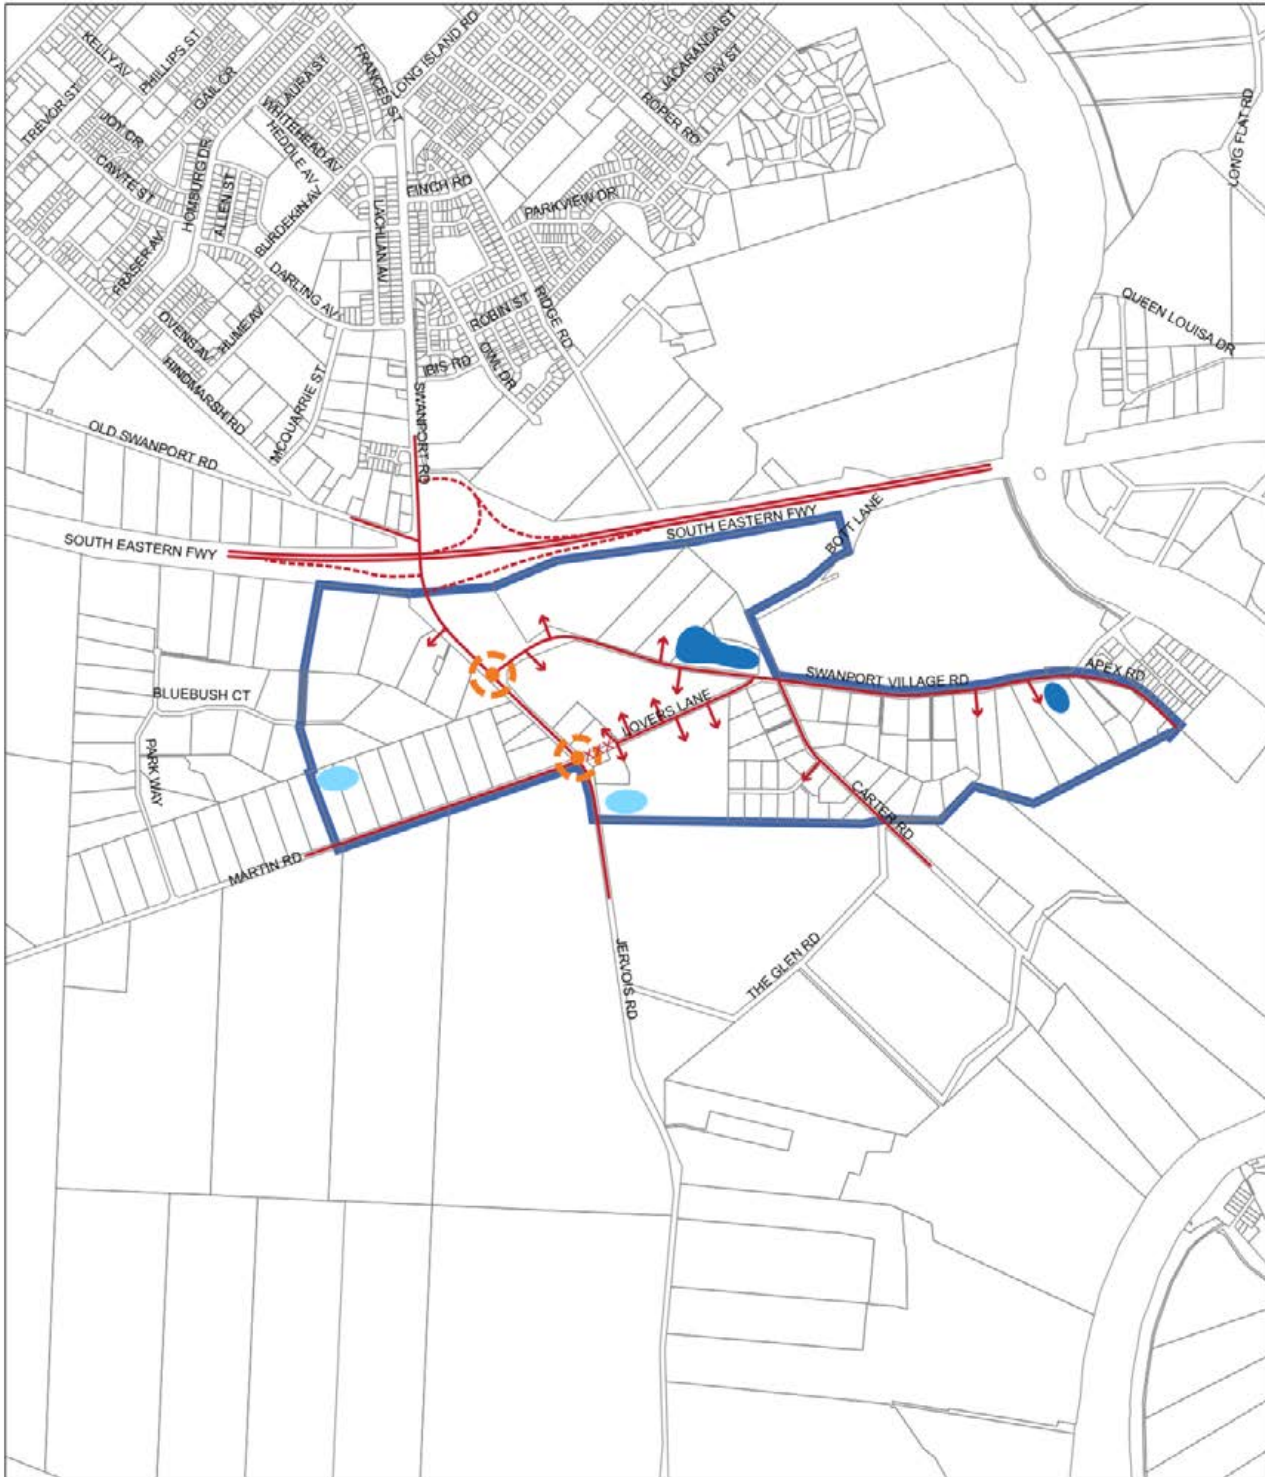 KELLY AV
PHILLIPS ST
GAIL CR
LAURA ST
FRANCES ST
LONG ISLAND RD
JACARANDA ST
DAY ST
TREVOR ST
JOY CR
WHITEHEAD AV
HEDDLE AV
ROPER RD
LONG FLAT RD
CAWTE ST
HOMBURG DR
ALLEN ST
BURDEKIN AV
LACHLAN AV
FINCH RD
PARKVIEW DR
FRASER AV
DARLING AV
OVENS AV
HUME AV
ROBIN ST
RIDGE RD
QUEEN LOUISA DR
HINDMARSH RD
MCQUARRIE ST
IBIS RD
OWL DR
SWANPORT RD
OLD SWANPORT RD
SOUTH EASTERN FWY
SOUTH EASTERN FWY
BOTT LANE
BLUEBUSH CT
SWANPORT VILLAGE RD
APEX RD
LOVERS LANE
PARK WAY
CARTER RD
MARTIN RD
JERVOIS RD
THE GLEN RD